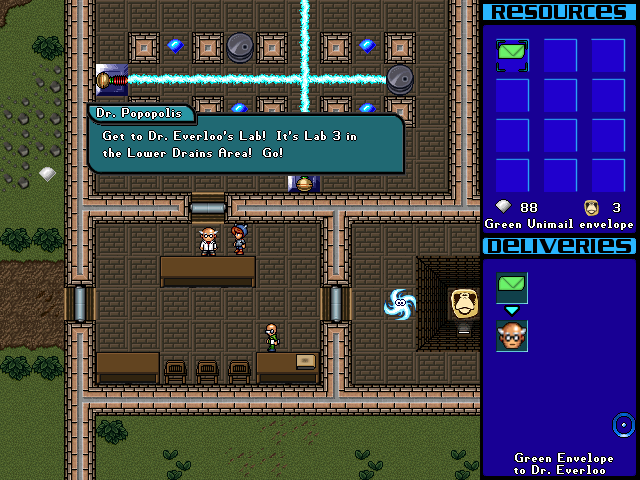 RESOURCES
Dr. Popopolis
Get to Dr. Everloo's Lab! It's Lab 3 in
the Lower Drains Area! Go!
88
3
Green Unimail envelope
DELIVERIES
Green Envelope
to Dr. Everloo